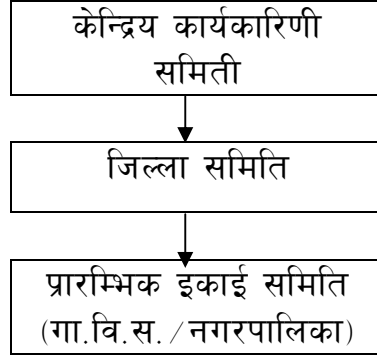 केन्द्रिय कार्यकारिणी
समिती
जिल्ला समिति
प्रारम्भिक इकाई समिति
(गा.वि.स. /नगरपालिका)